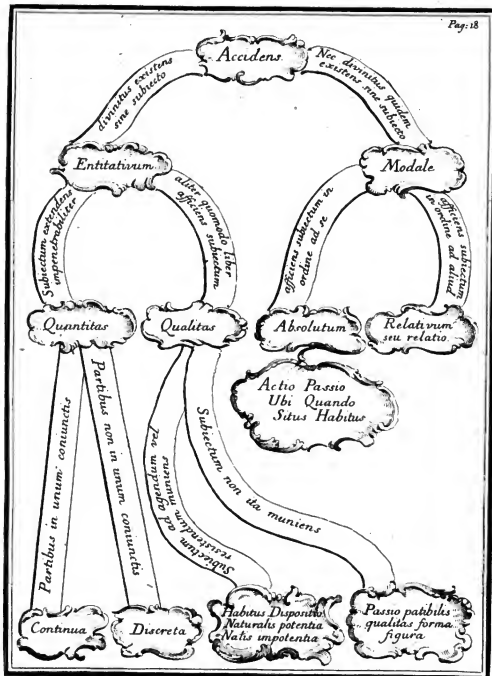 Pag: 18
Accidens.
divinitus existens
sine subiecto
Nec divinitus quidem
existens sine subiecto
Entitativum
Modale
Subiectum extendens
impenetrabiliter
aliter quomodo liber
afficiens subiectum
afficiens subiectum in
ordine ad se
afficiens subiectum
in ordine ad aliud
Quantitas
Qualitas
Absolutum
Relativum
seu relatio.
Actio Passio
Ubi Quando
Situs Habitus
Partibus in unum coniunctis
Partibus non in unum coniunctis
Subiectum muniens
ad agendum vel
resistendum
Subiectum non ita muniens
Continua
Discreta
Habitus Dispositio
Naturalis potentia
Natis impotentia
Passio patibilis
qualitas forma
figura